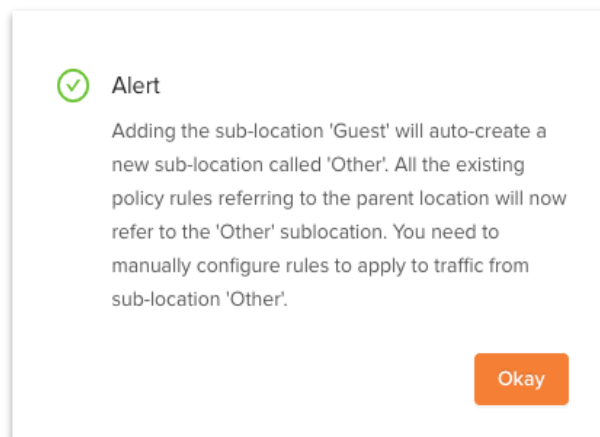 Alert
Adding the sub-location 'Guest' will auto-create a
new sub-location called 'Other'. All the existing
policy rules referring to the parent location will now
refer to the 'Other' sublocation. You need to
manually configure rules to apply to traffic from
sub-location 'Other'.
Okay